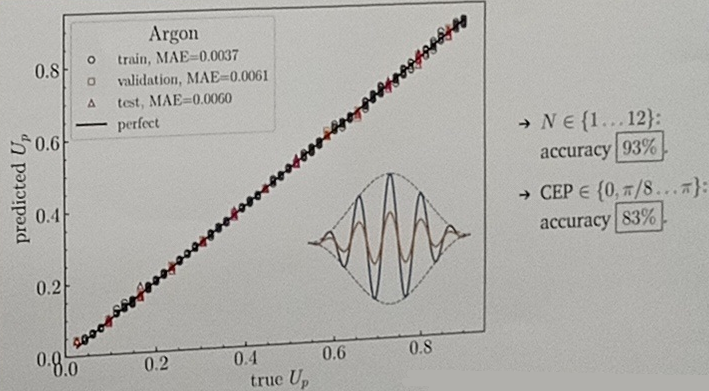 Argon
train, MAE=0.0037
validation, MAE=0.0061
test, MAE=0.0060
perfect
predicted U_p
0.8
0.6
0.4
0.2
0.0
0.0 0.2 0.4 0.6 0.8
true U_p
→ N ∈ {1 … 12}:
accuracy 93%.
→ CEP ∈ {0, π/8 … π}:
accuracy 83%.